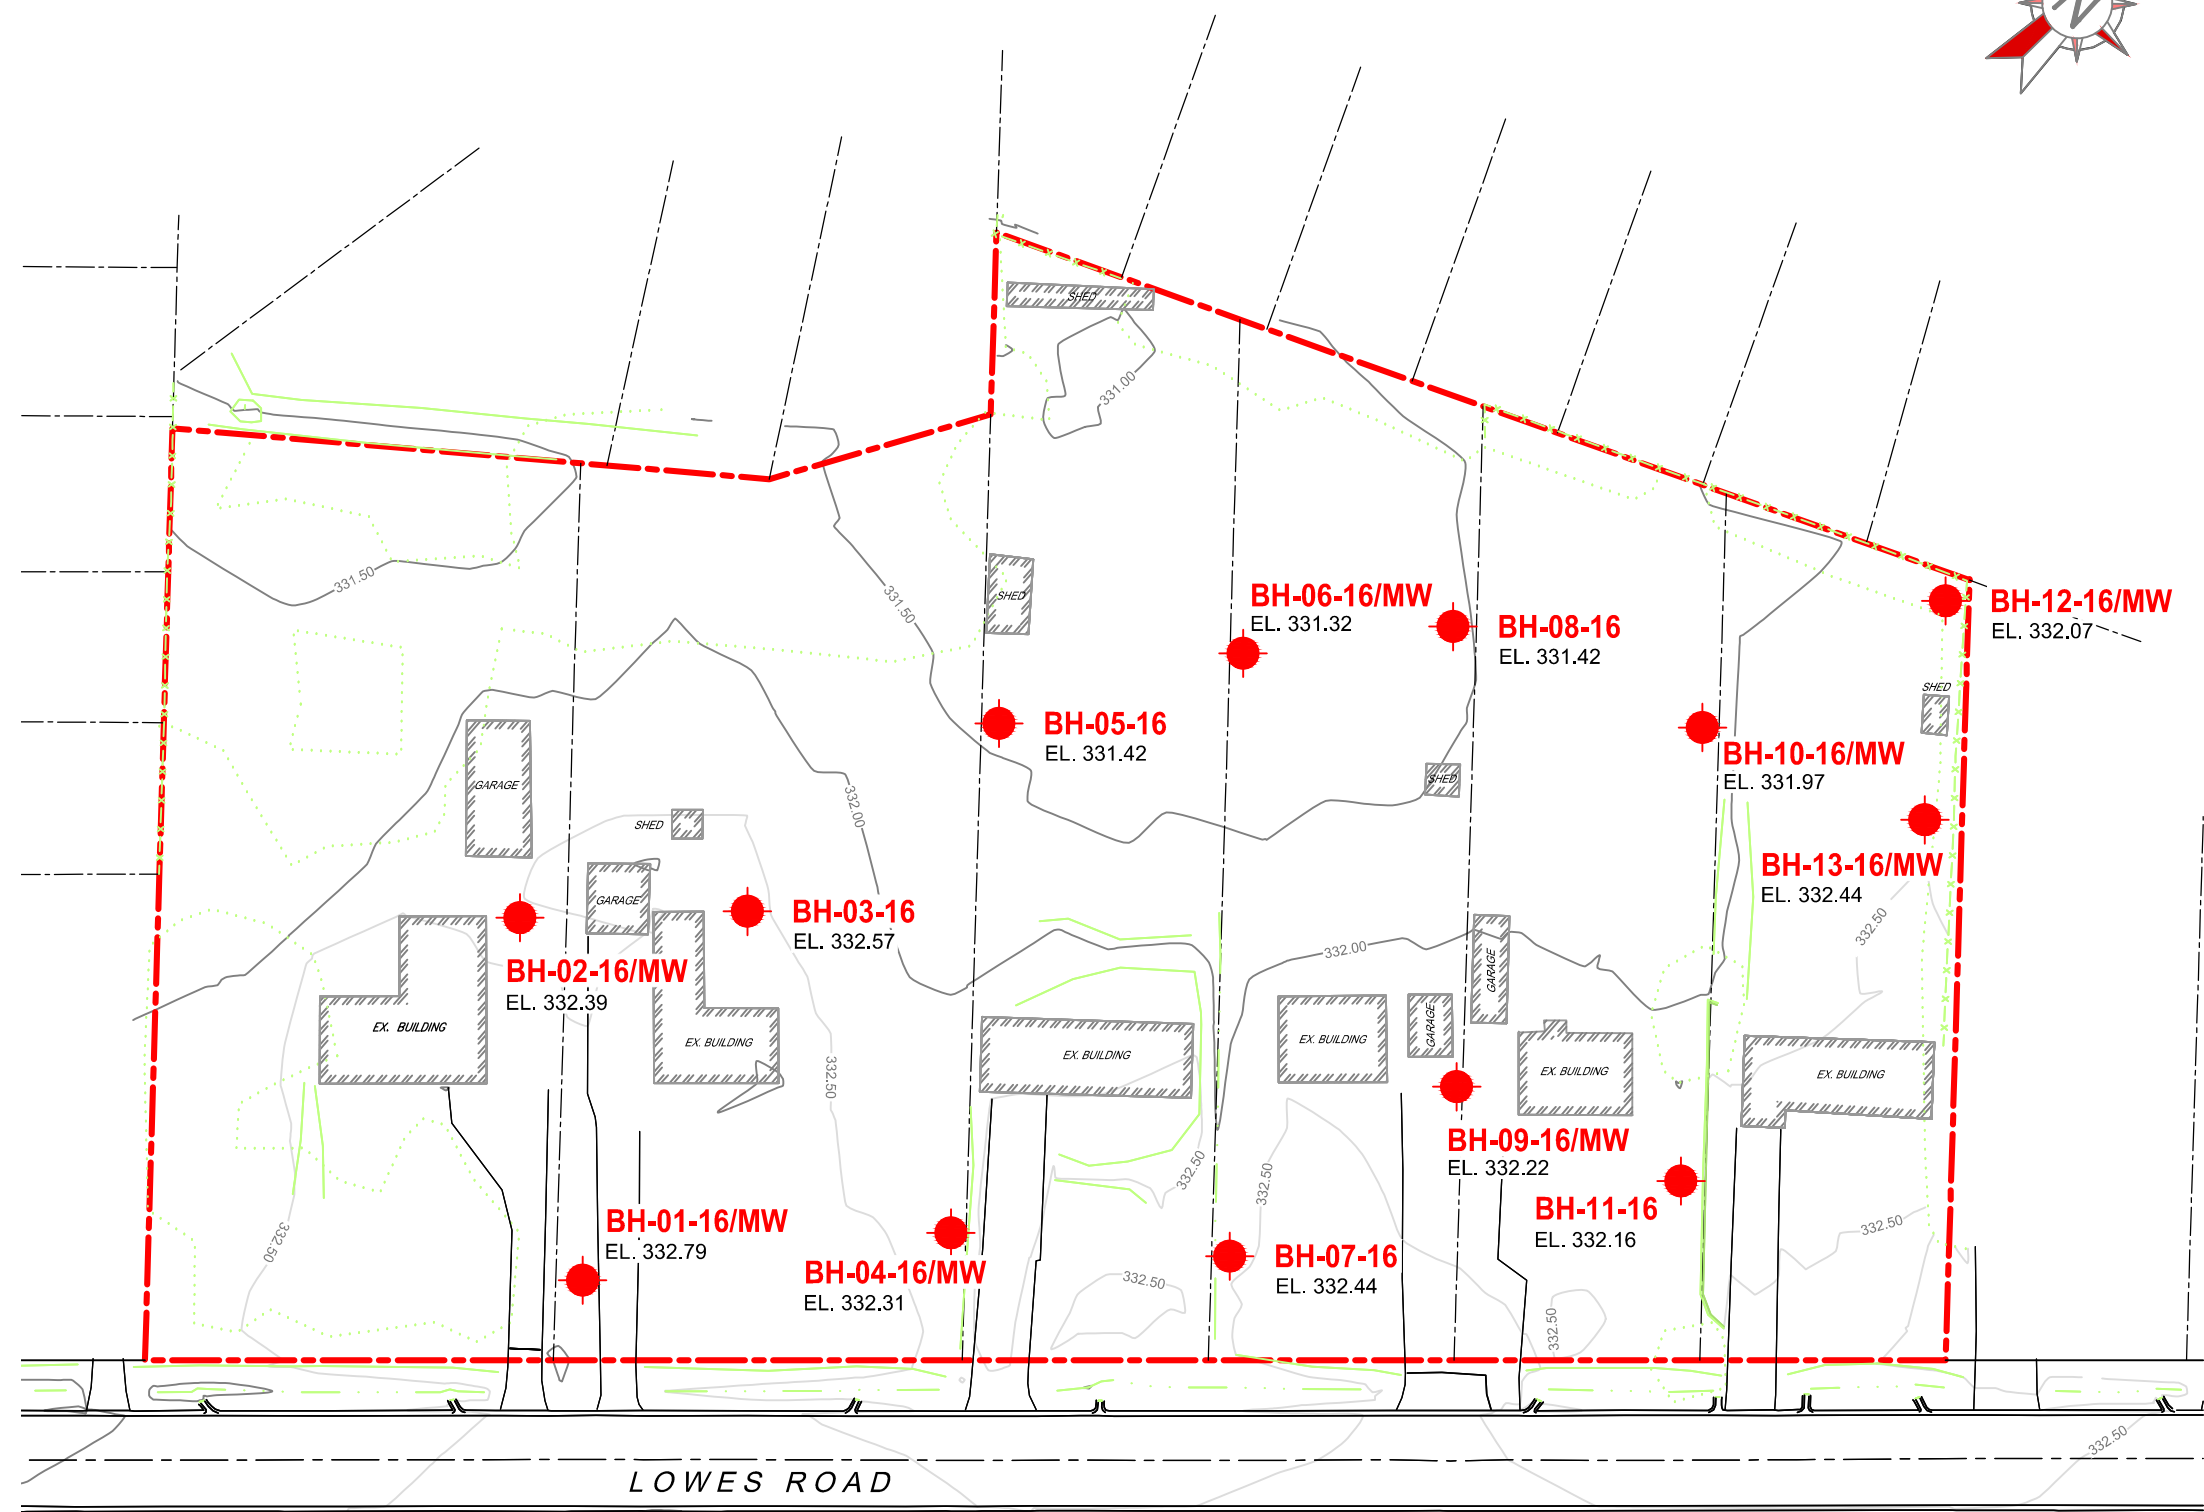 N
SHED
331.00
331.50
331.50
SHED
BH-06-16/MW
EL. 331.32
BH-08-16
EL. 331.42
BH-12-16/MW
EL. 332.07
SHED
BH-05-16
EL. 331.42
BH-10-16/MW
EL. 331.97
GARAGE
SHED
332.00
SHED
BH-13-16/MW
EL. 332.44
GARAGE
BH-03-16
EL. 332.57
332.50
332.00
GARAGE
BH-02-16/MW
EL. 332.39
EX. BUILDING
EX. BUILDING
EX. BUILDING
EX. BUILDING
GARAGE
EX. BUILDING
EX. BUILDING
332.50
BH-09-16/MW
EL. 332.22
332.50
332.50
BH-11-16
EL. 332.16
332.50
332.50
BH-01-16/MW
EL. 332.79
BH-04-16/MW
EL. 332.31
332.50
BH-07-16
EL. 332.44
332.50
332.50
LOWES ROAD